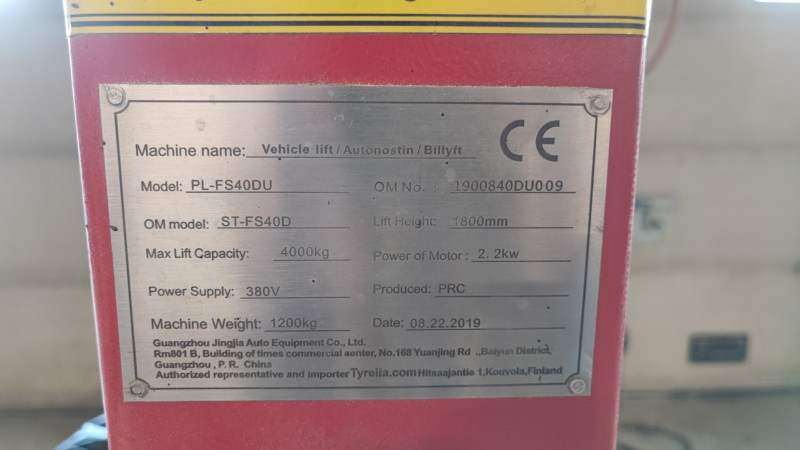 Machine name: Vehicle lift/Autonostin/Billyft
CE
Model: PL-FS40DU OM No. : 1900840DU009
OM model: ST-FS40D Lift Height: 1800mm
Max Lift Capacity: 4000kg Power of Motor: 2.2kw
Power Supply: 380V Produced: PRC
Machine Weight: 1200kg Date: 08.22.2019
Guangzhou Jingjia Auto Equipment Co., Ltd.
Rm801 B, Building of times commercial aenter, No.168 Yuanjing Rd ., Baiyun District,
Guangzhou , P. R. China
Authorized representative and importer Tyreila.com Hitsaajantie 1, Kouvola, Finland